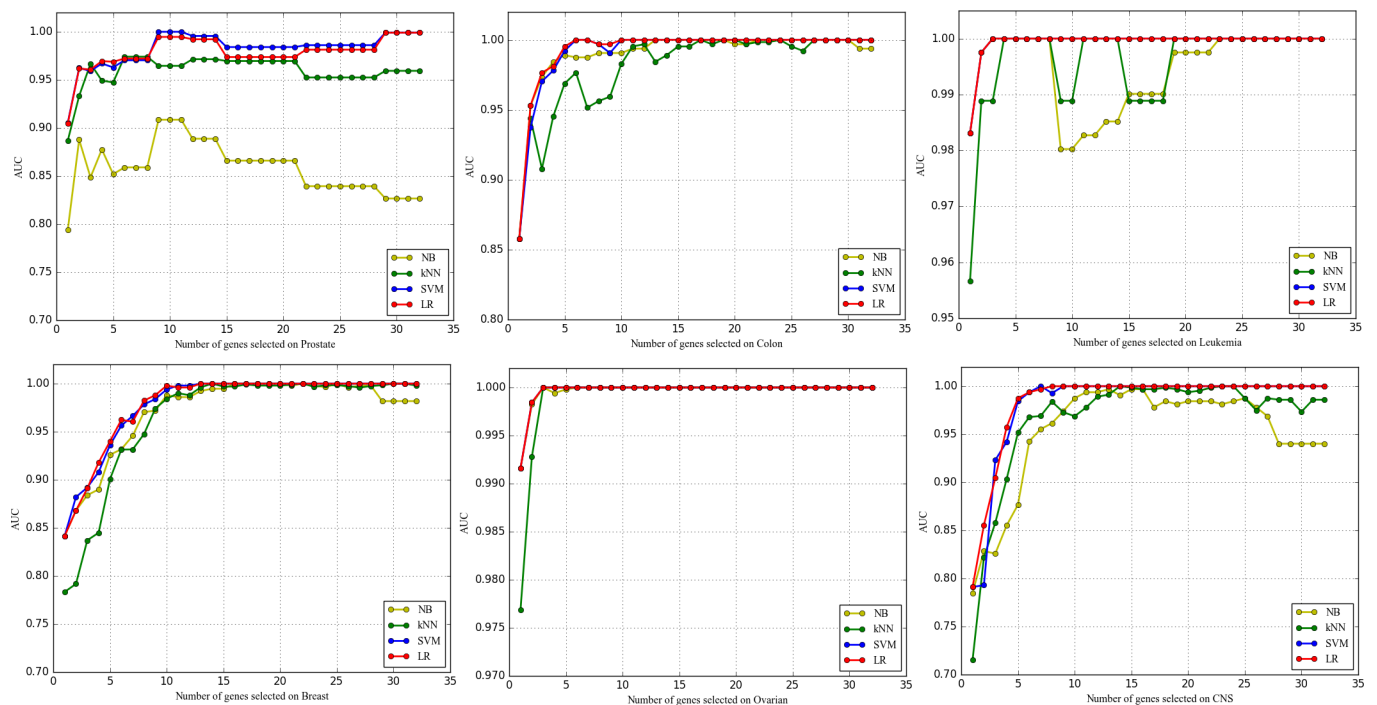 1.00
0.95
0.90
0.85
0.80
0.75
0.70
AUC
NB
kNN
SVM
LR
0 5 10 15 20 25 30 35
Number of genes selected on Prostate
1.00
0.95
0.90
0.85
0.80
AUC
NB
kNN
SVM
LR
0 5 10 15 20 25 30 35
Number of genes selected on Colon
1.00
0.99
0.98
0.97
0.96
0.95
AUC
NB
kNN
SVM
LR
0 5 10 15 20 25 30 35
Number of genes selected on Leukemia
1.00
0.95
0.90
0.85
0.80
0.75
0.70
AUC
NB
kNN
SVM
LR
0 5 10 15 20 25 30 35
Number of genes selected on Breast
1.000
0.995
0.990
0.985
0.980
0.975
0.970
AUC
NB
kNN
SVM
LR
0 5 10 15 20 25 30 35
Number of genes selected on Ovarian
1.00
0.95
0.90
0.85
0.80
0.75
0.70
AUC
NB
kNN
SVM
LR
0 5 10 15 20 25 30 35
Number of genes selected on CNS